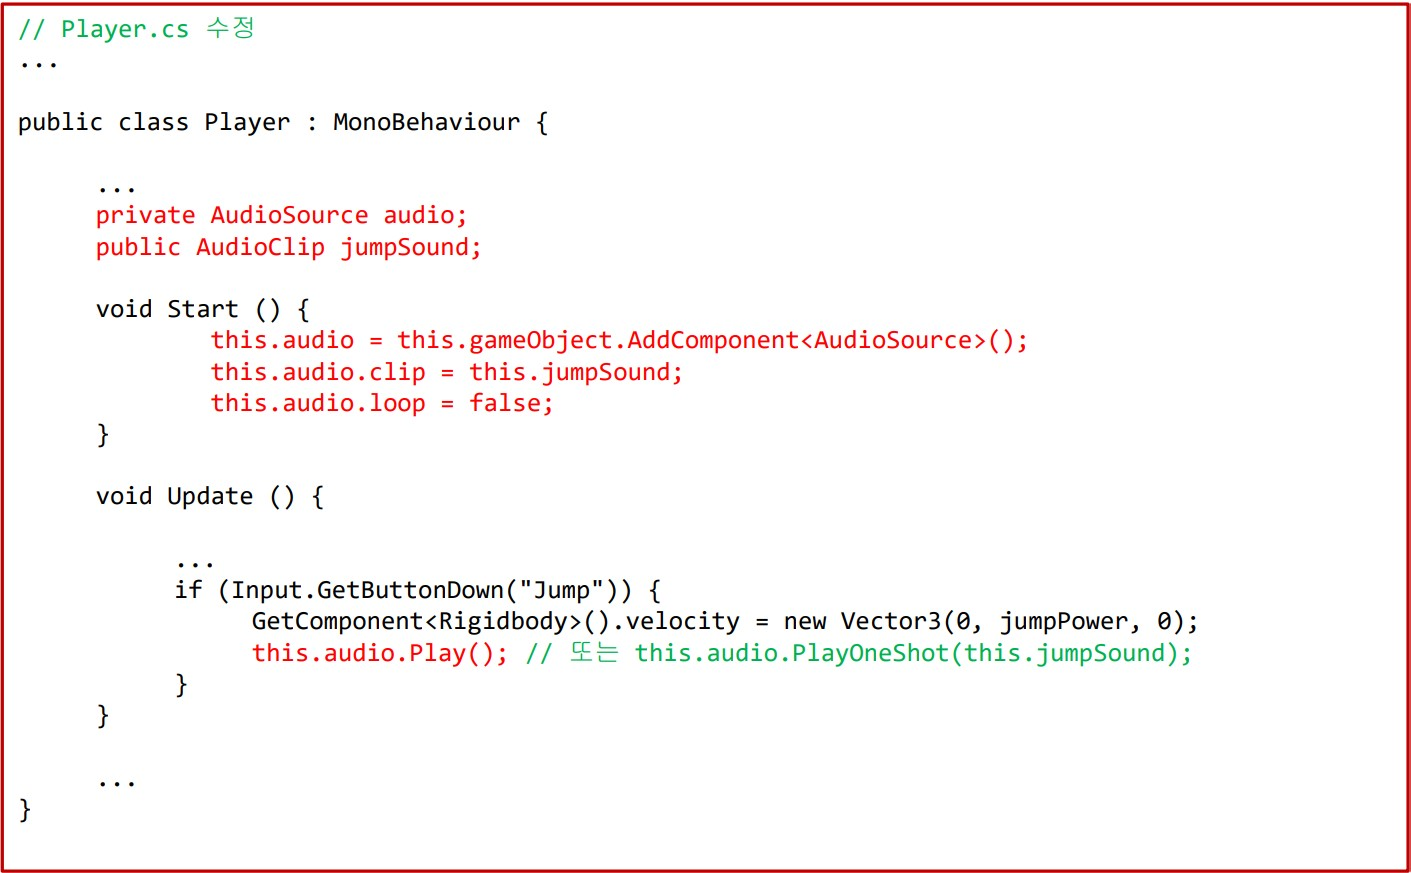 // Player.cs 수정
...
public class Player : MonoBehaviour {
...
private AudioSource audio;
public AudioClip jumpSound;
void Start () {
this.audio = this.gameObject.AddComponent<AudioSource>();
this.audio.clip = this.jumpSound;
this.audio.loop = false;
}
void Update () {
...
if (Input.GetButtonDown("Jump")) {
GetComponent<Rigidbody>().velocity = new Vector3(0, jumpPower, 0);
this.audio.Play(); // 또는 this.audio.PlayOneShot(this.jumpSound);
}
}
...
}